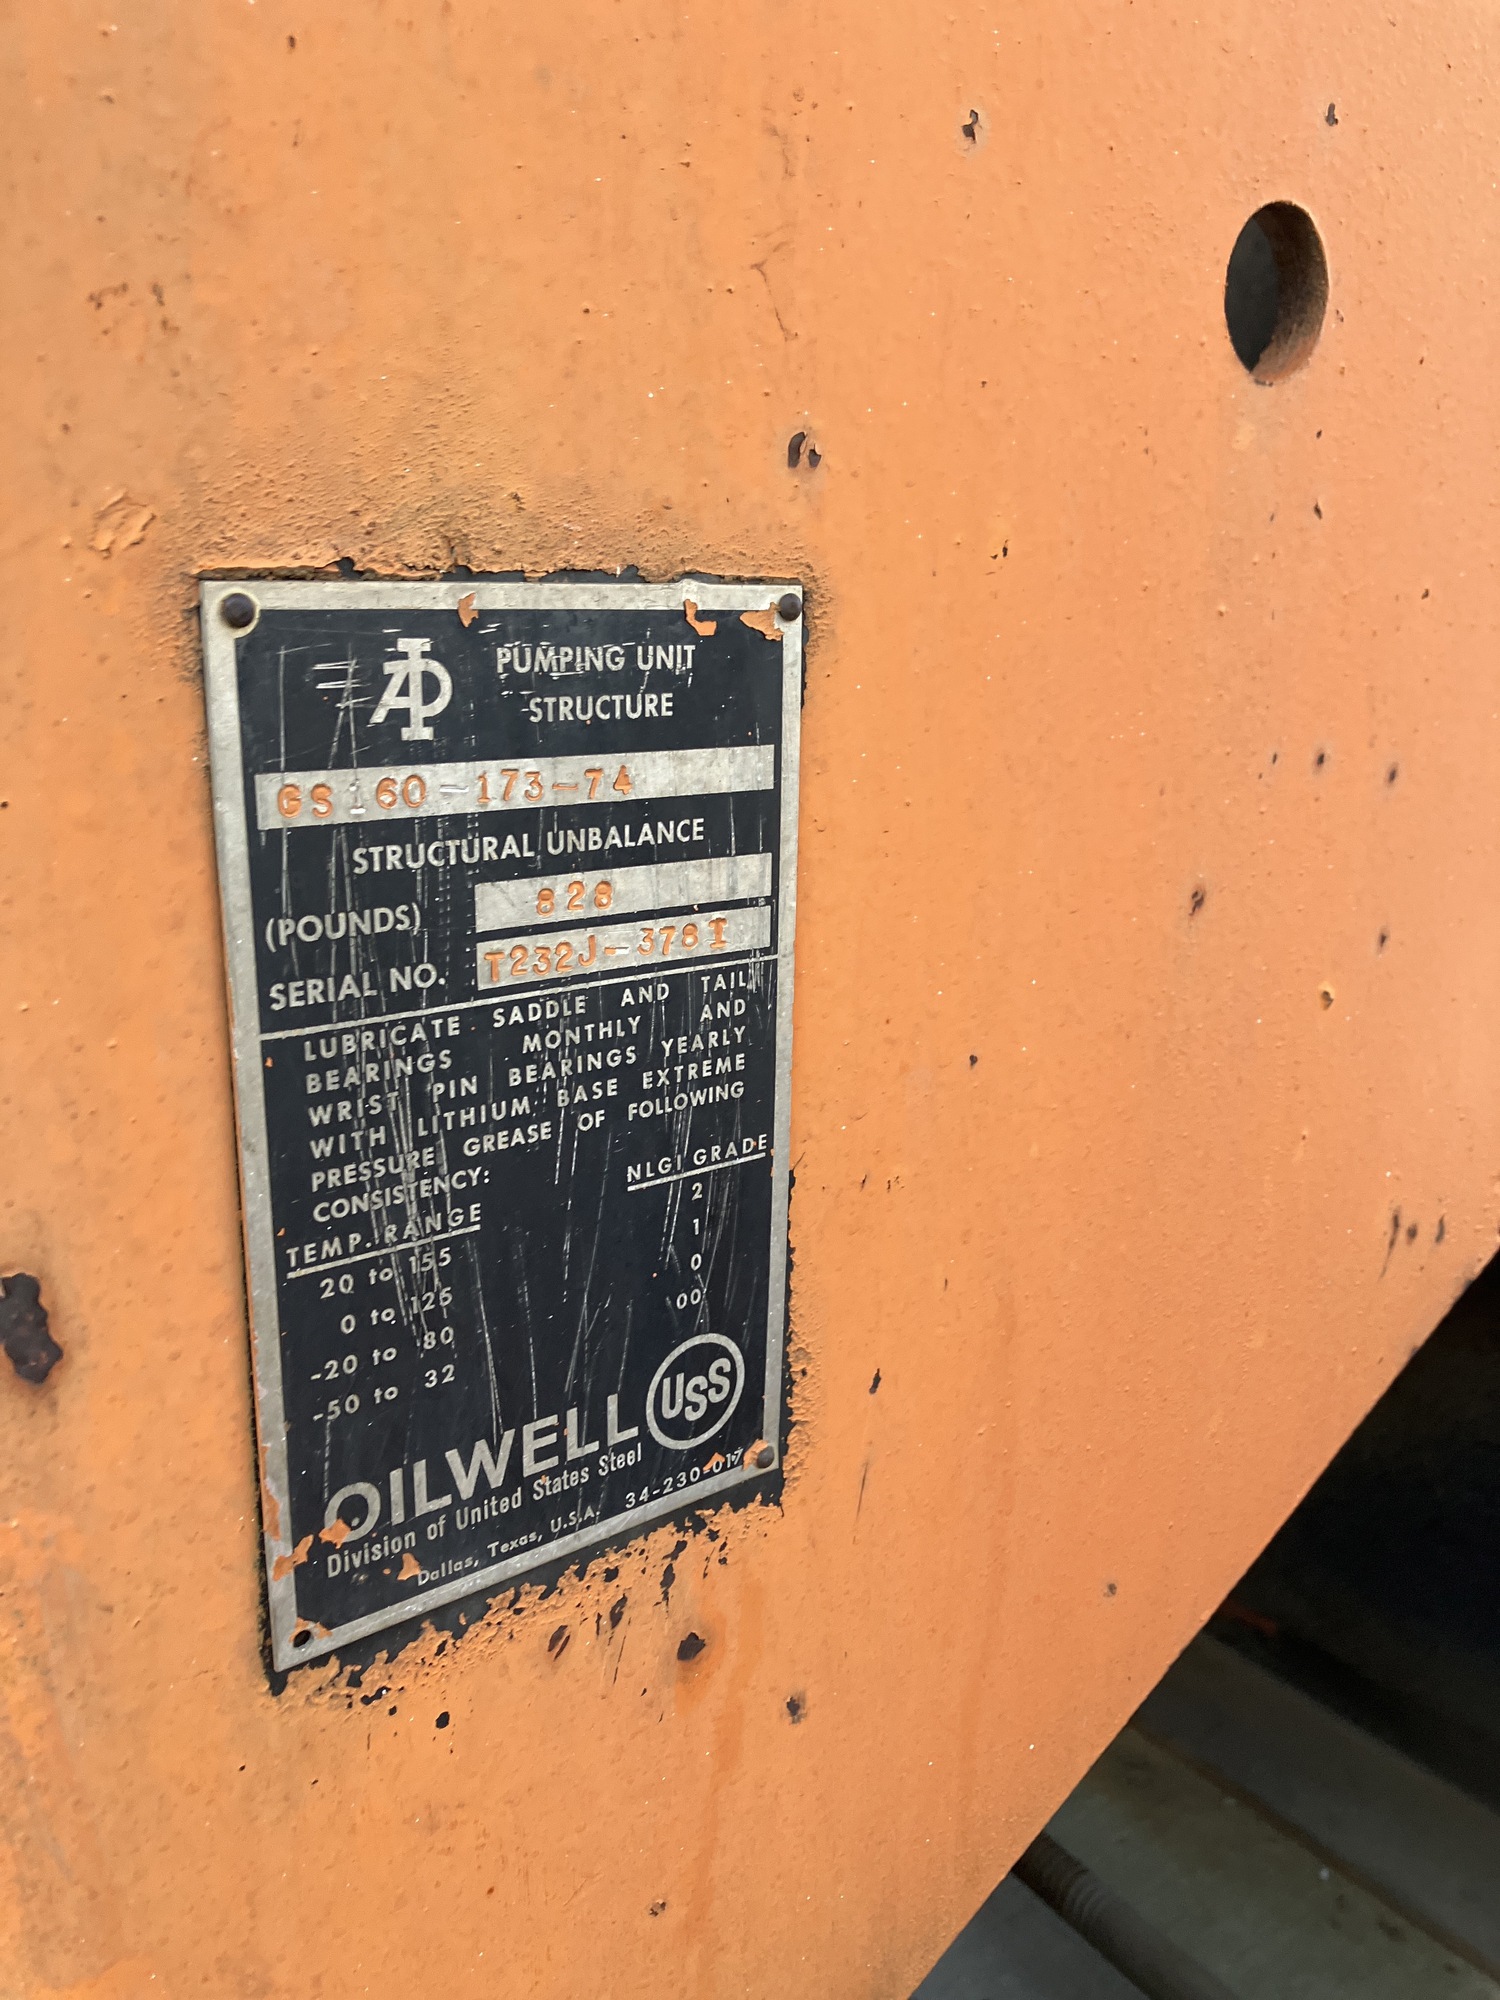 API PUMPING UNIT
STRUCTURE
GS160-173-74
STRUCTURAL UNBALANCE
(POUNDS) 828
SERIAL NO. T232J-378I
LUBRICATE SADDLE AND TAIL
BEARINGS MONTHLY AND
WRIST PIN BEARINGS YEARLY
WITH LITHIUM BASE EXTREME
PRESSURE GREASE OF FOLLOWING
CONSISTENCY:
TEMP. RANGE NLGI GRADE
20 to 155 2
0 to 125 1
-20 to 80 0
-50 to 32 00
OILWELL USS
Division of United States Steel
Dallas, Texas, U.S.A. 34-230-017